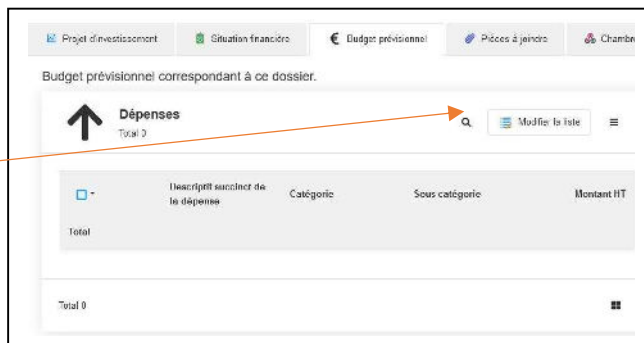 Projet d'investissement Situation financière € Budget prévisionnel Pièces à joindre Chambre
Budget prévisionnel correspondant à ce dossier.
Dépenses
Total 0
Modifier la liste
Descriptif succinct de la dépense Catégorie Sous catégorie Montant HT
Total
Total 0